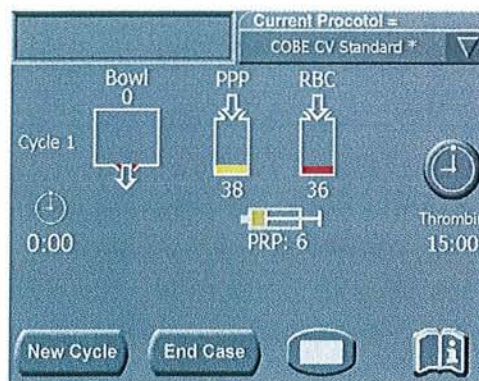 Current Procotol =
COBE CV Standard *
Bowl
0
PPP
RBC
Cycle 1
38
36
0:00
PRP: 6
Thrombin
15:00
New Cycle
End Case